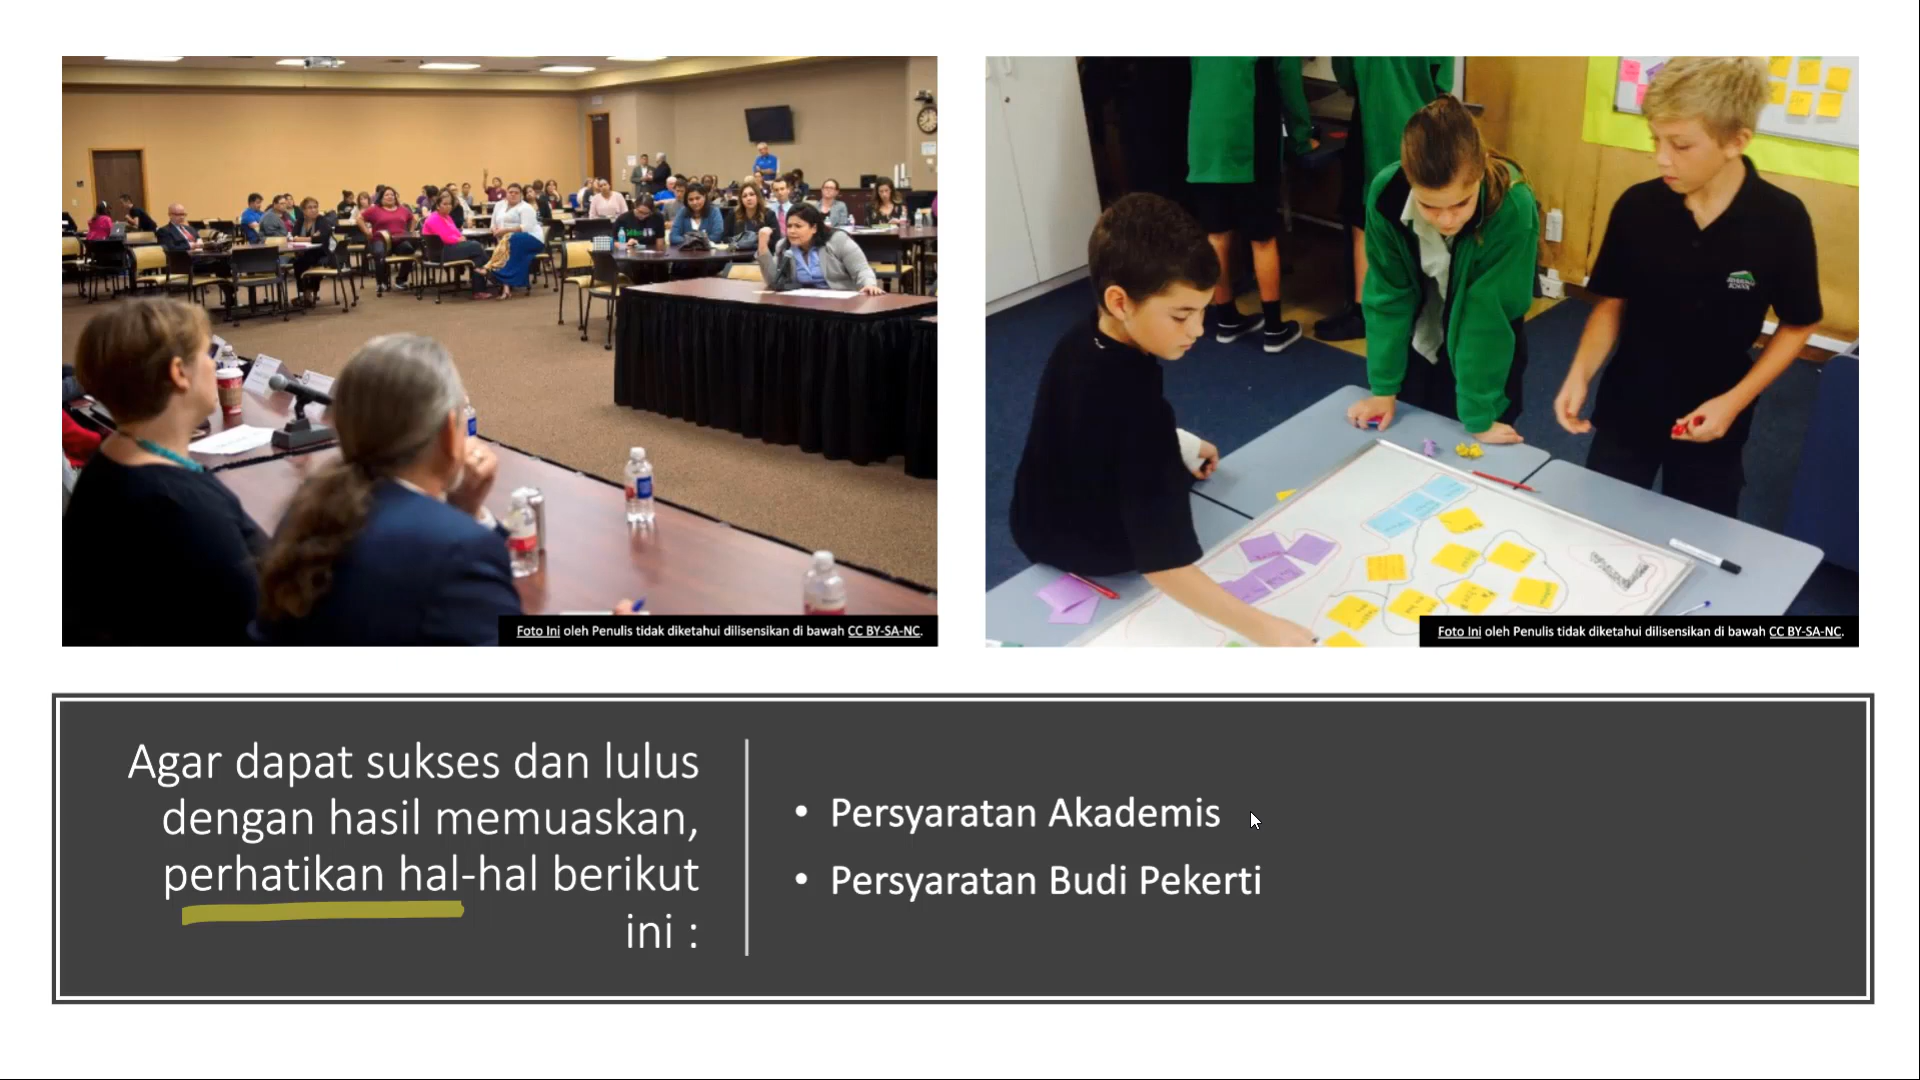 Foto Ini oleh Penulis tidak diketahui dilisensikan di bawah CC BY-SA-NC.
Foto Ini oleh Penulis tidak diketahui dilisensikan di bawah CC BY-SA-NC.
Agar dapat sukses dan lulus
dengan hasil memuaskan,
perhatikan hal-hal berikut
ini :
• Persyaratan Akademis
• Persyaratan Budi Pekerti